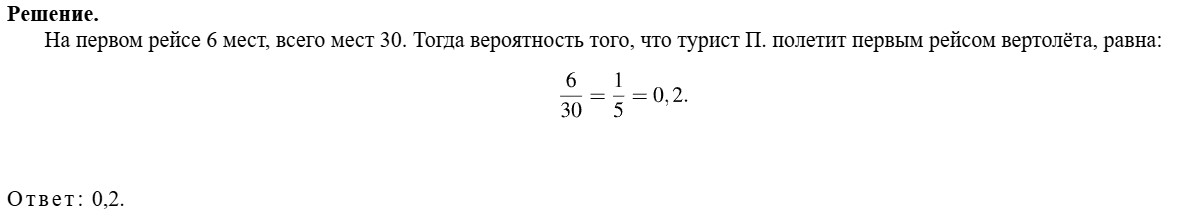 Решение.
На первом рейсе 6 мест, всего мест 30. Тогда вероятность того, что турист П. полетит первым рейсом вертолёта, равна:
6/30 = 1/5 = 0,2.
Ответ: 0,2.